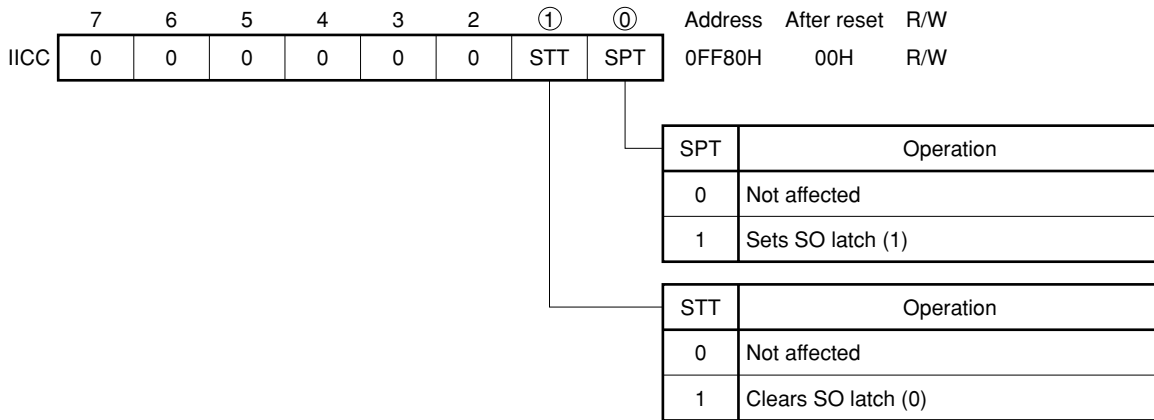 7 6 5 4 3 2 ① ⓪ Address After reset R/W
IICC 0 0 0 0 0 0 STT SPT 0FF80H 00H R/W
SPT Operation
0 Not affected
1 Sets SO latch (1)
STT Operation
0 Not affected
1 Clears SO latch (0)